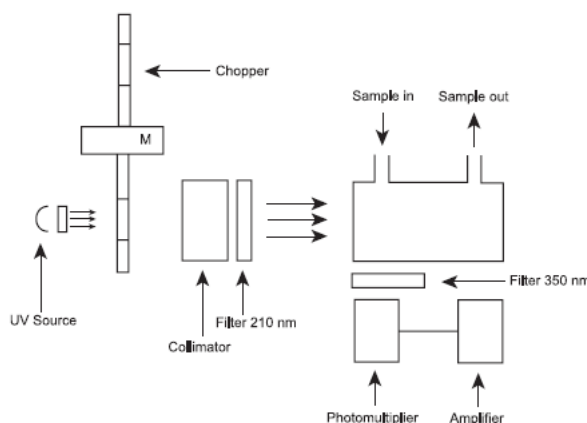 Chopper
Sample in
Sample out
M
UV Source
Collimator
Filter 210 nm
Filter 350 nm
Photomultiplier
Amplifier